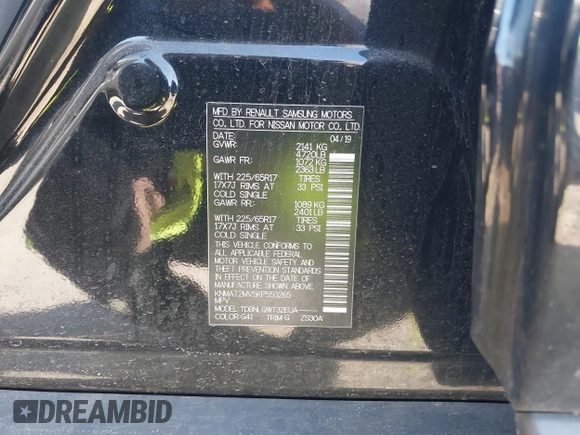 MFD BY RENAULT SAMSUNG MOTORS
CO., LTD. FOR NISSAN MOTOR CO., LTD.
DATE: 04/19
GVWR: 2141 KG
4720LB
GAWR FR: 1072 KG
2363LB
WITH 225/65R17 TIRES
17X7J RIMS AT 33 PSI
COLD SINGLE
GAWR RR: 1089 KG
2401LB
WITH 225/65R17 TIRES
17X7J RIMS AT 33 PSI
COLD SINGLE
THIS VEHICLE CONFORMS TO
ALL APPLICABLE FEDERAL
MOTOR VEHICLE SAFETY AND
THEFT PREVENTION STANDARDS
IN EFFECT ON THE DATE OF
MANUFACTURE SHOWN ABOVE.
KNMAT2MV5KP553265
MPV
MODEL: TDBNLGWT32EUA
COLOR:G41 TRIM:G ZS30A
DREAMBID